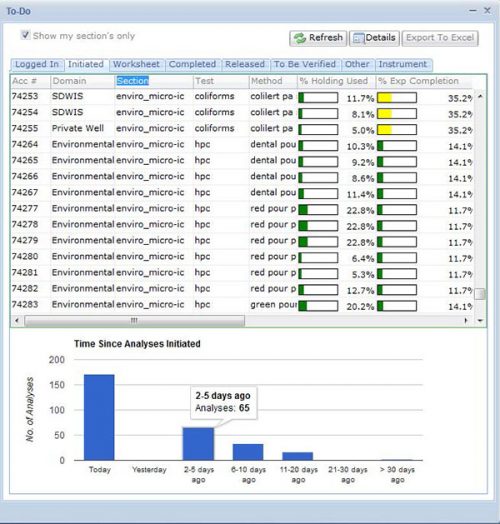 To-Do
Show my section's only Refresh Details Export To Excel
Logged In Initiated Worksheet Completed Released To Be Verified Other Instrument
Acc # Domain Section Test Method % Holding Used % Exp Completion
74253 SDWIS enviro_micro-ic coliforms colilert pa 11.7% 35.2%
74254 SDWIS enviro_micro-ic coliforms colilert pa 8.1% 35.2%
74255 Private Well enviro_micro-ic coliforms colilert pa 5.0% 35.2%
74264 Environmental enviro_micro-ic hpc dental pou 10.3% 14.1%
74265 Environmental enviro_micro-ic hpc dental pou 9.2% 14.1%
74266 Environmental enviro_micro-ic hpc dental pou 8.6% 14.1%
74267 Environmental enviro_micro-ic hpc dental pou 11.4% 14.1%
74277 Environmental enviro_micro-ic hpc red pour p 22.8% 11.7%
74278 Environmental enviro_micro-ic hpc red pour p 22.8% 11.7%
74279 Environmental enviro_micro-ic hpc red pour p 22.8% 11.7%
74280 Environmental enviro_micro-ic hpc red pour p 6.4% 11.7%
74281 Environmental enviro_micro-ic hpc red pour p 5.3% 11.7%
74282 Environmental enviro_micro-ic hpc red pour p 12.7% 11.7%
74283 Environmental enviro_micro-ic hpc green pour 20.2% 14.1%
Time Since Analyses Initiated
No. of Analyses
200
150
100
50
0
2-5 days ago
Analyses: 65
Today Yesterday 2-5 days ago 6-10 days ago 11-20 days ago 21-30 days ago > 30 days ago